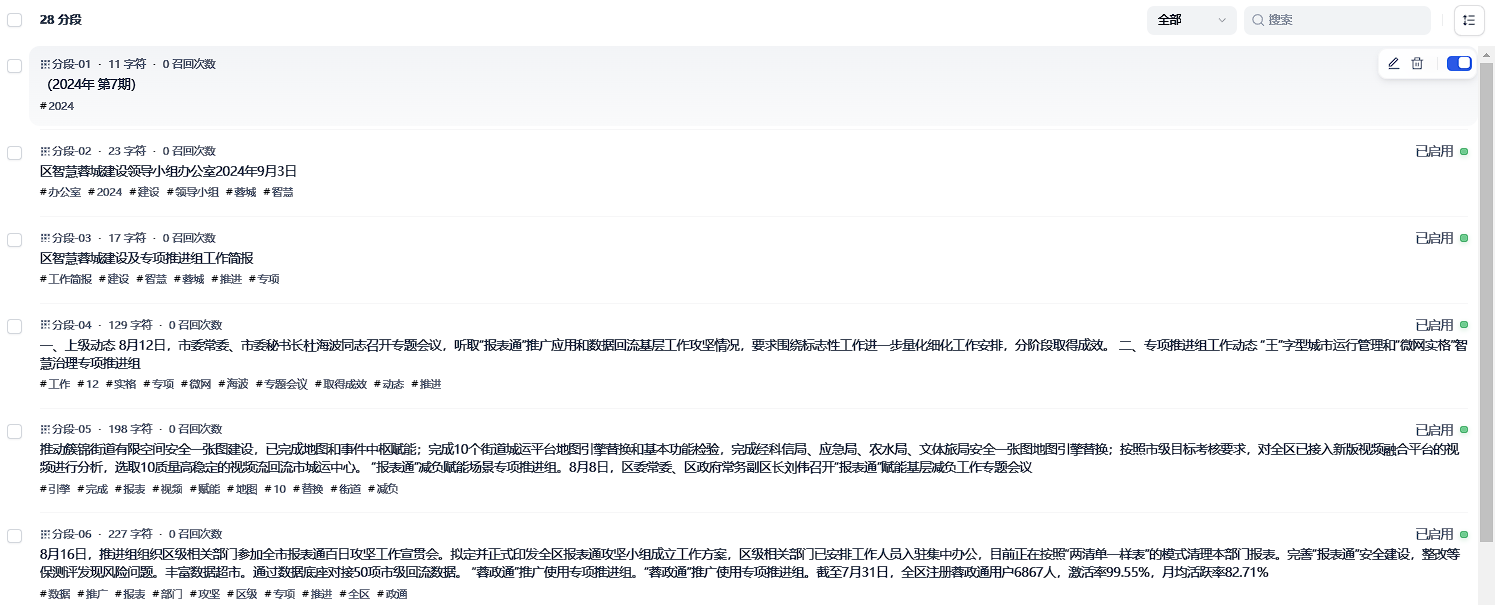 28 分段
全部
搜索
分段-01 · 11 字符 · 0 召回次数
（2024年 第7期）
#2024
分段-02 · 23 字符 · 0 召回次数
已启用
区智慧蓉城建设领导小组办公室2024年9月3日
#办公室 #2024 #建设 #领导小组 #蓉城 #智慧
分段-03 · 17 字符 · 0 召回次数
已启用
区智慧蓉城建设及专项推进组工作简报
#工作简报 #建设 #智慧 #蓉城 #推进 #专项
分段-04 · 129 字符 · 0 召回次数
已启用
一、上级动态 8月12日，市委常委、市委秘书长杜海波同志召开专题会议，听取“报表通”推广应用和数据回流基层工作攻坚情况，要求围绕标志性工作进一步量化细化工作安排，分阶段取得成效。 二、专项推进组工作动态 “王”字型城市运行管理和“微网实格”智
慧治理专项推进组
#工作 #12 #实格 #专项 #微网 #海波 #专题会议 #取得成效 #动态 #推进
分段-05 · 198 字符 · 0 召回次数
已启用
推动簇锦街道有限空间安全一张图建设，已完成地图和事件中枢赋能；完成10个街道城运平台地图引擎替换和基本功能检验，完成经科信局、应急局、农水局、文体旅局安全一张图地图引擎替换；按照市级目标考核要求，对全区已接入新版视频融合平台的视
频进行分析，选取10质量高稳定的视频流回流市城运中心。 “报表通”减负赋能场景专项推进组。8月8日，区委常委、区政府常务副区长刘伟召开“报表通”赋能基层减负工作专题会议
#引擎 #完成 #报表 #视频 #赋能 #地图 #10 #替换 #街道 #减负
分段-06 · 227 字符 · 0 召回次数
已启用
8月16日，推进组组织区级相关部门参加全市报表通百日攻坚工作宣贯会。拟定并正式印发全区报表通攻坚小组成立工作方案，区级相关部门已安排工作人员入驻集中办公，目前正在按照“两清单一样表”的模式清理本部门报表。完善“报表通”安全建设，整改等
保测评发现风险问题。丰富数据超市。通过数据底座对接50项市级回流数据。 “蓉政通”推广使用专项推进组。“蓉政通”推广使用专项推进组。截至7月31日，全区注册蓉政通用户6867人，激活率99.55%，月均活跃率82.71%
#数据 #推广 #报表 #部门 #攻坚 #区级 #专项 #推进 #全区 #政通